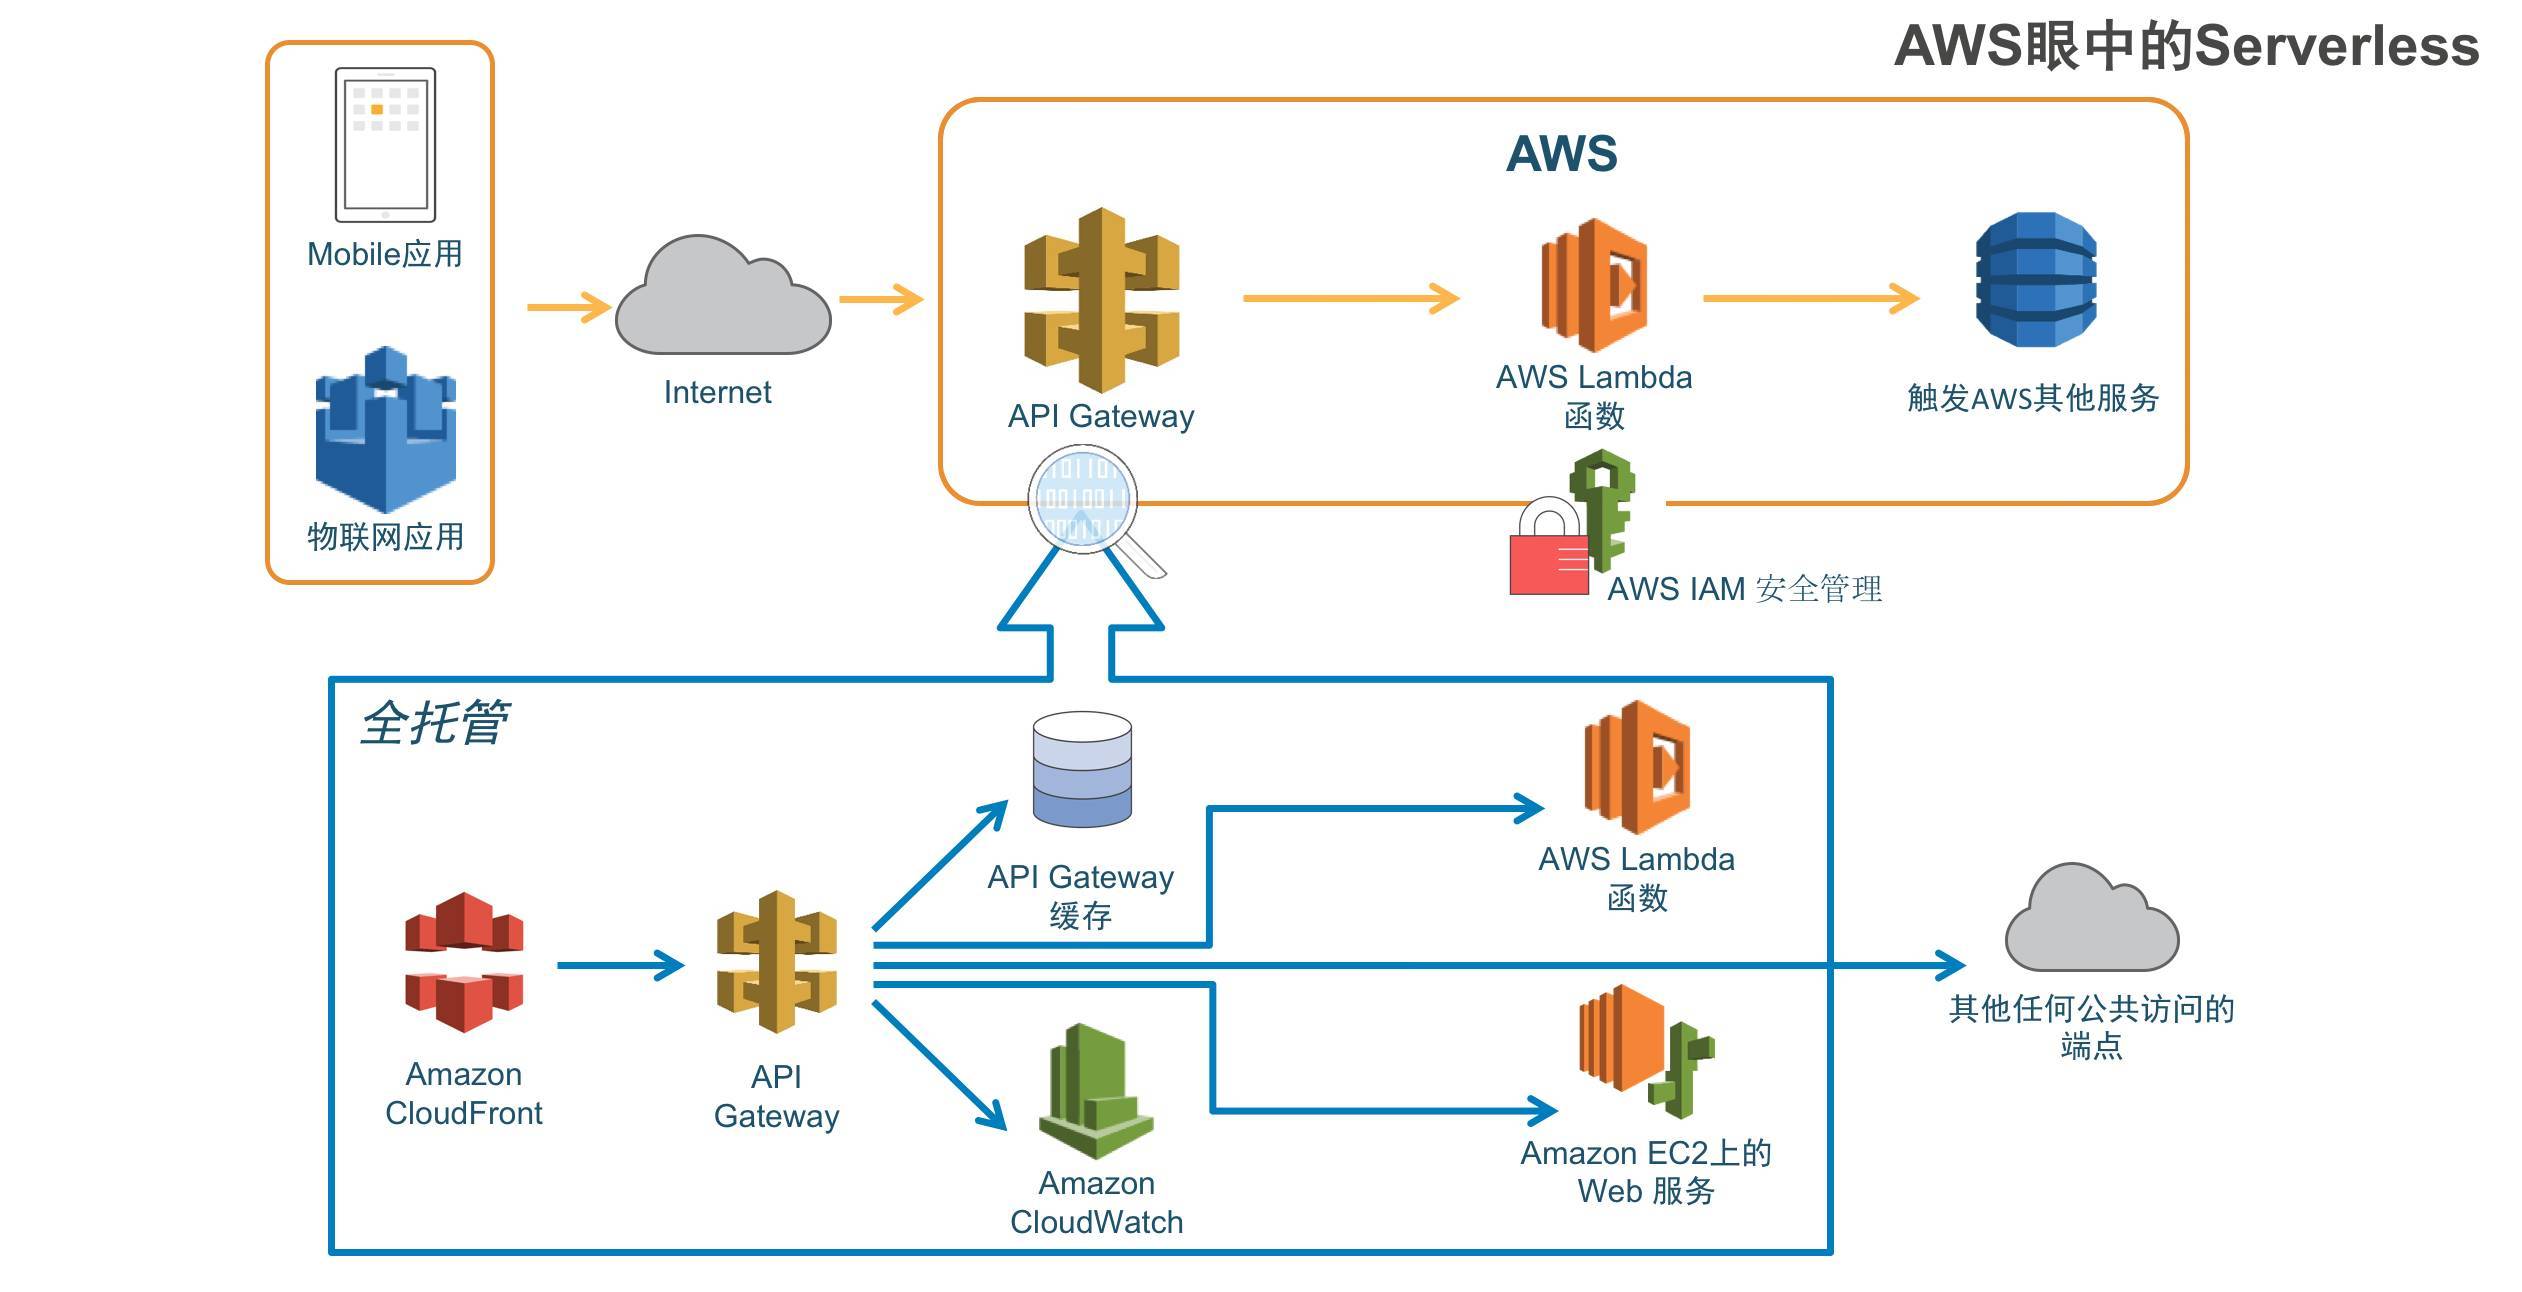 AWS眼中的Serverless
Mobile应用
物联网应用
Internet
AWS
API Gateway
AWS Lambda
函数
触发AWS其他服务
AWS IAM 安全管理
全托管
Amazon
CloudFront
API
Gateway
API Gateway
缓存
Amazon
CloudWatch
AWS Lambda
函数
Amazon EC2上的
Web 服务
其他任何公共访问的
端点